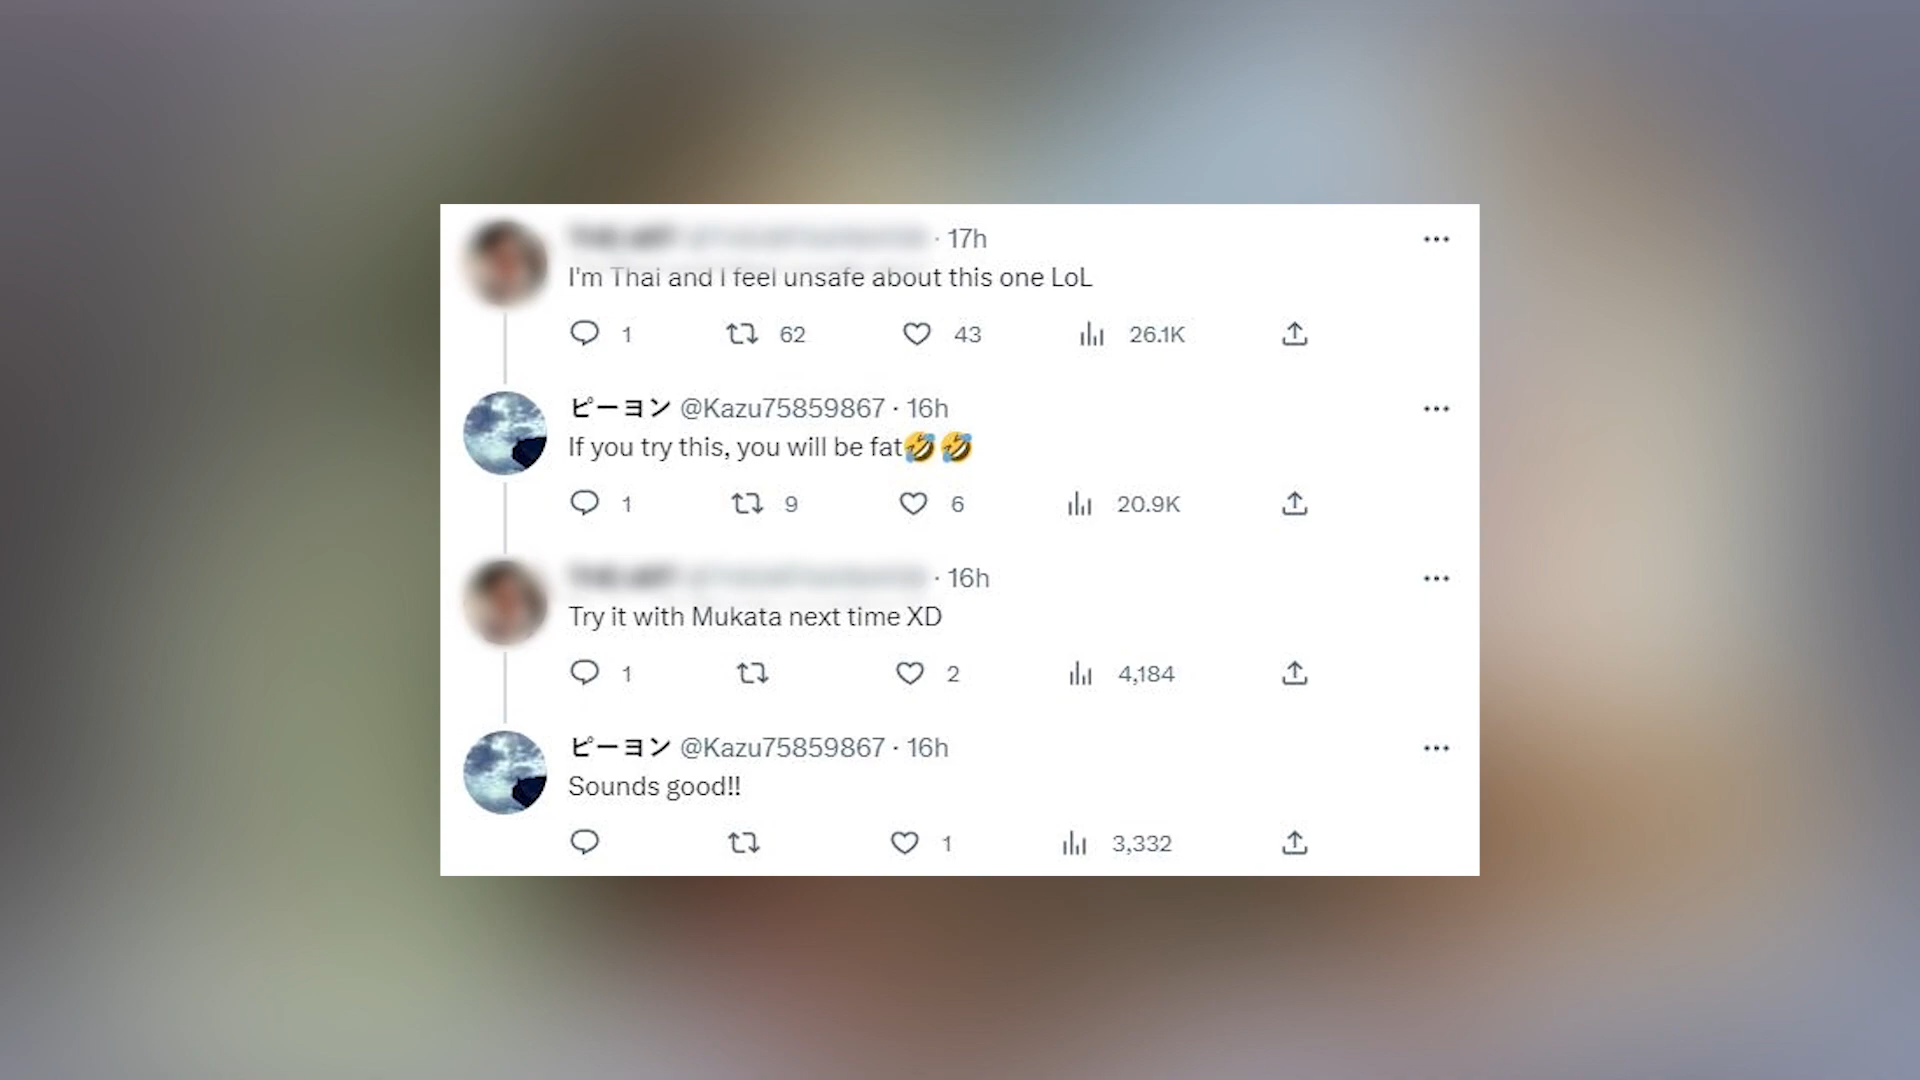 · 17h
I'm Thai and I feel unsafe about this one LoL
1 62 43 26.1K
ピーヨン @Kazu75859867 · 16h
If you try this, you will be fat🤣🤣
1 9 6 20.9K
· 16h
Try it with Mukata next time XD
1 2 4,184
ピーヨン @Kazu75859867 · 16h
Sounds good!!
1 3,332